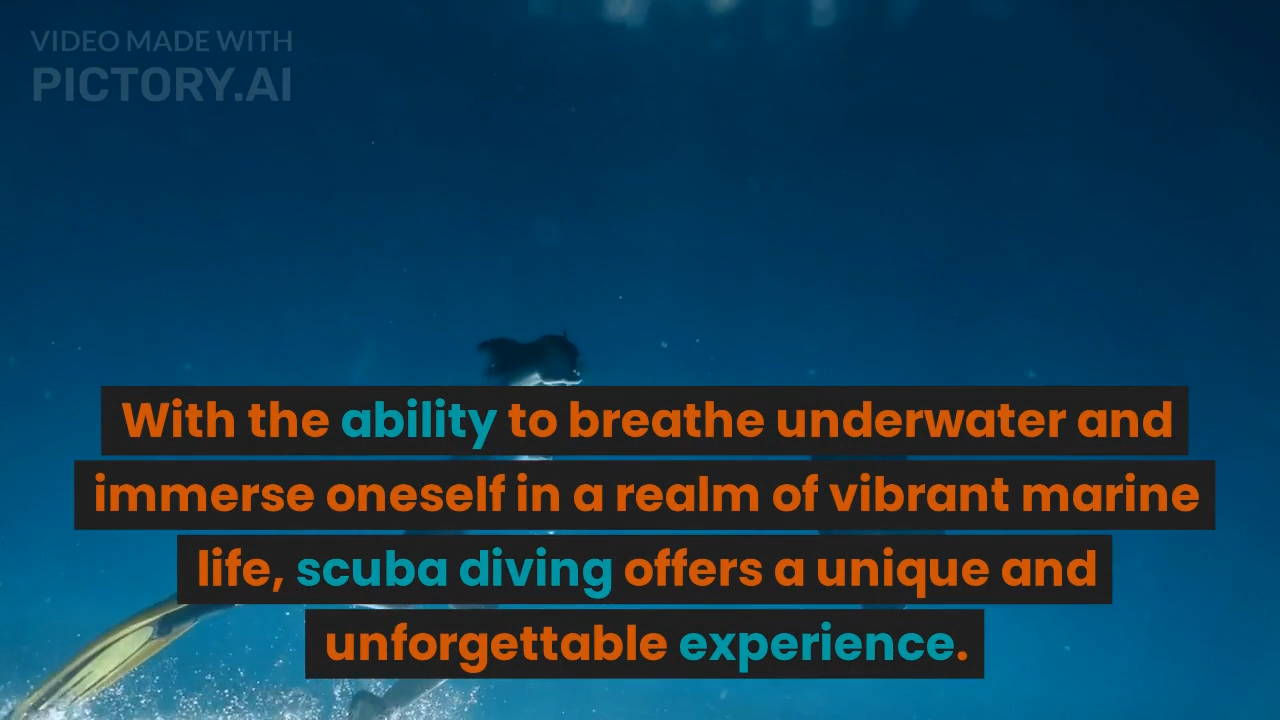 VIDEO MADE WITH
PICTORY.AI
With the ability to breathe underwater and
immerse oneself in a realm of vibrant marine
life, scuba diving offers a unique and
unforgettable experience.